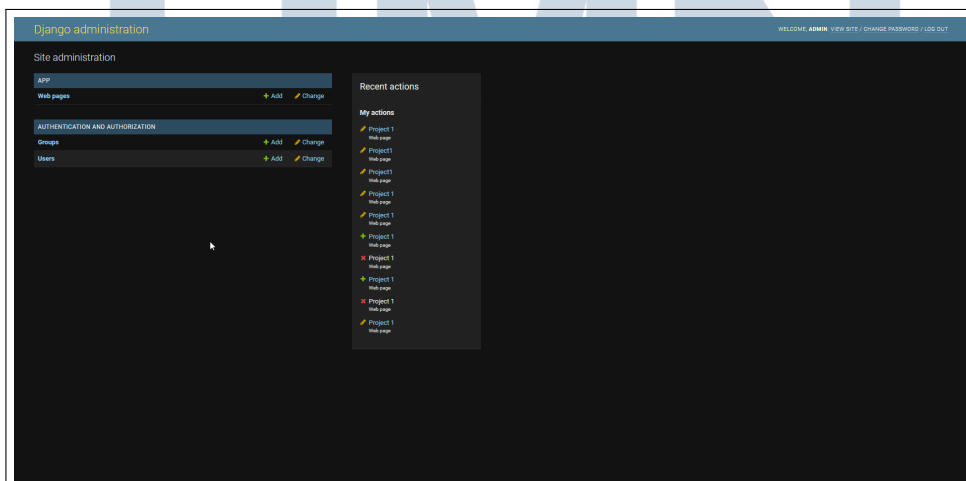 Django administration
WELCOME, ADMIN. VIEW SITE / CHANGE PASSWORD / LOG OUT
Site administration
APP
Web pages + Add Change
AUTHENTICATION AND AUTHORIZATION
Groups + Add Change
Users + Add Change
Recent actions
My actions
Project 1
Web page
Project1
Web page
Project1
Web page
Project 1
Web page
Project 1
Web page
Project 1
Web page
Project 1
Web page
Project 1
Web page
Project 1
Web page
Project 1
Web page